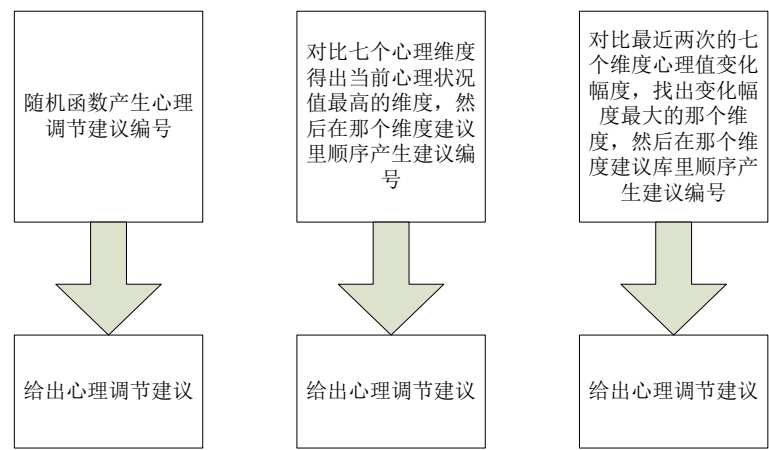 随机函数产生心理
调节建议编号
对比七个心理维度
得出当前心理状况
值最高的维度，然
后在那个维度建议
里顺序产生建议编
号
对比最近两次的七
个维度心理值变化
幅度，找出变化幅
度最大的那个维
度，然后在那个维
度建议库里顺序产
生建议编号
给出心理调节建议
给出心理调节建议
给出心理调节建议